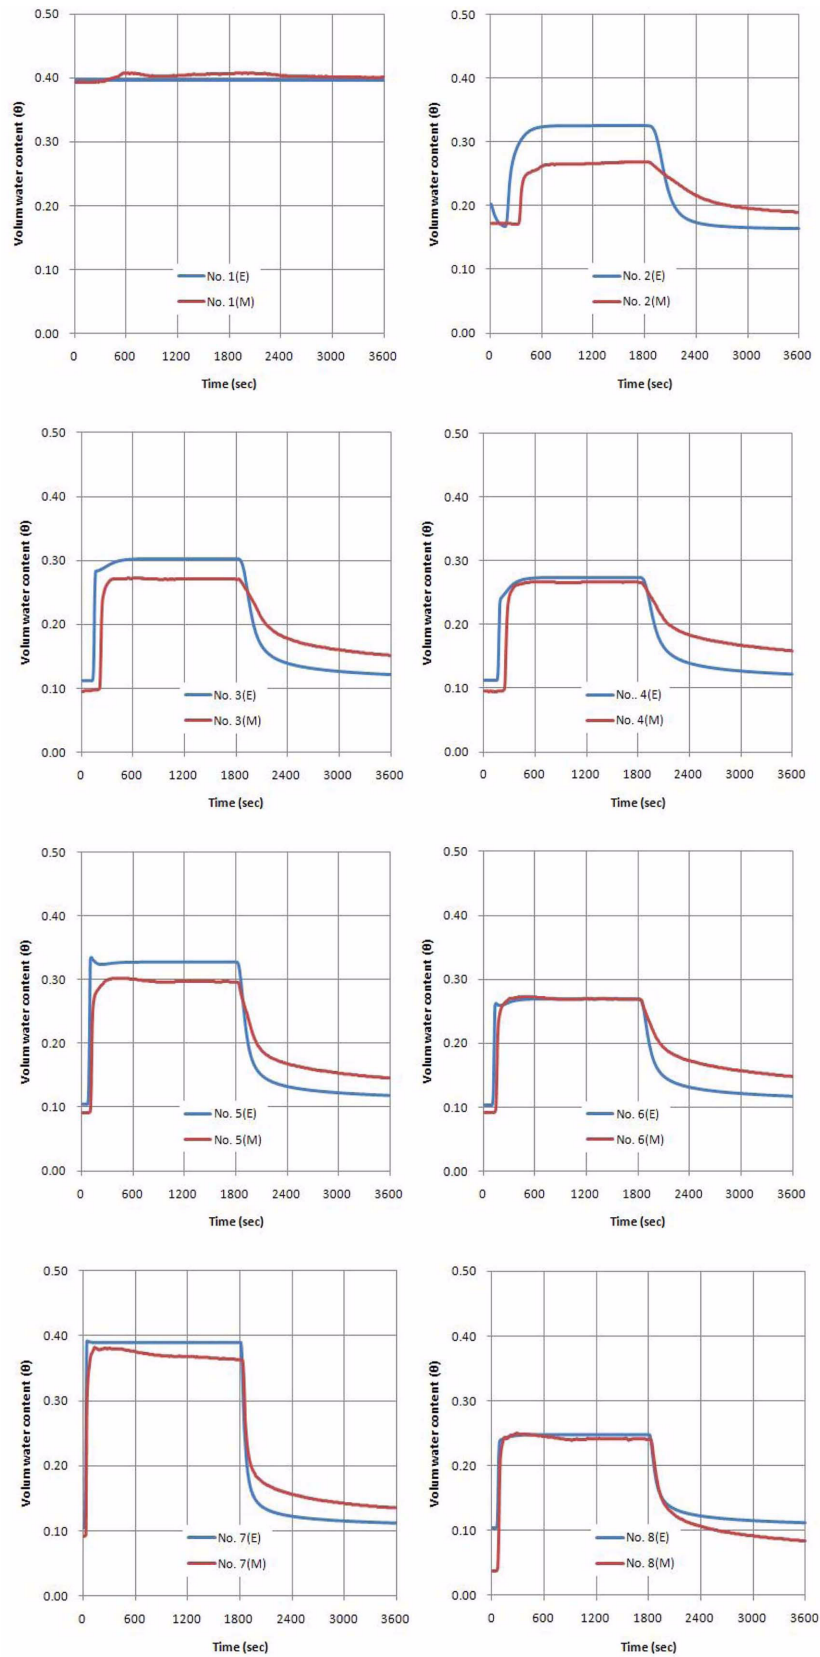 0.50
0.40
0.30
0.20
0.10
0.00
Volum water content (θ)
No. 1(E)
No. 1(M)
0 600 1200 1800 2400 3000 3600
Time (sec)
0.50
0.40
0.30
0.20
0.10
0.00
Volum water content (θ)
No. 2(E)
No. 2(M)
0 600 1200 1800 2400 3000 3600
Time (sec)
0.50
0.40
0.30
0.20
0.10
0.00
Volum water content (θ)
No. 3(E)
No. 3(M)
0 600 1200 1800 2400 3000 3600
Time (sec)
0.50
0.40
0.30
0.20
0.10
0.00
Volum water content (θ)
No.. 4(E)
No. 4(M)
0 600 1200 1800 2400 3000 3600
Time (sec)
0.50
0.40
0.30
0.20
0.10
0.00
Volum water content (θ)
No. 5(E)
No. 5(M)
0 600 1200 1800 2400 3000 3600
Time (sec)
0.50
0.40
0.30
0.20
0.10
0.00
Volum water content (θ)
No. 6(E)
No. 6(M)
0 600 1200 1800 2400 3000 3600
Time (sec)
0.50
0.40
0.30
0.20
0.10
0.00
Volum water content (θ)
No. 7(E)
No. 7(M)
0 600 1200 1800 2400 3000 3600
Time (sec)
0.50
0.40
0.30
0.20
0.10
0.00
Volum water content (θ)
No. 8(E)
No. 8(M)
0 600 1200 1800 2400 3000 3600
Time (sec)